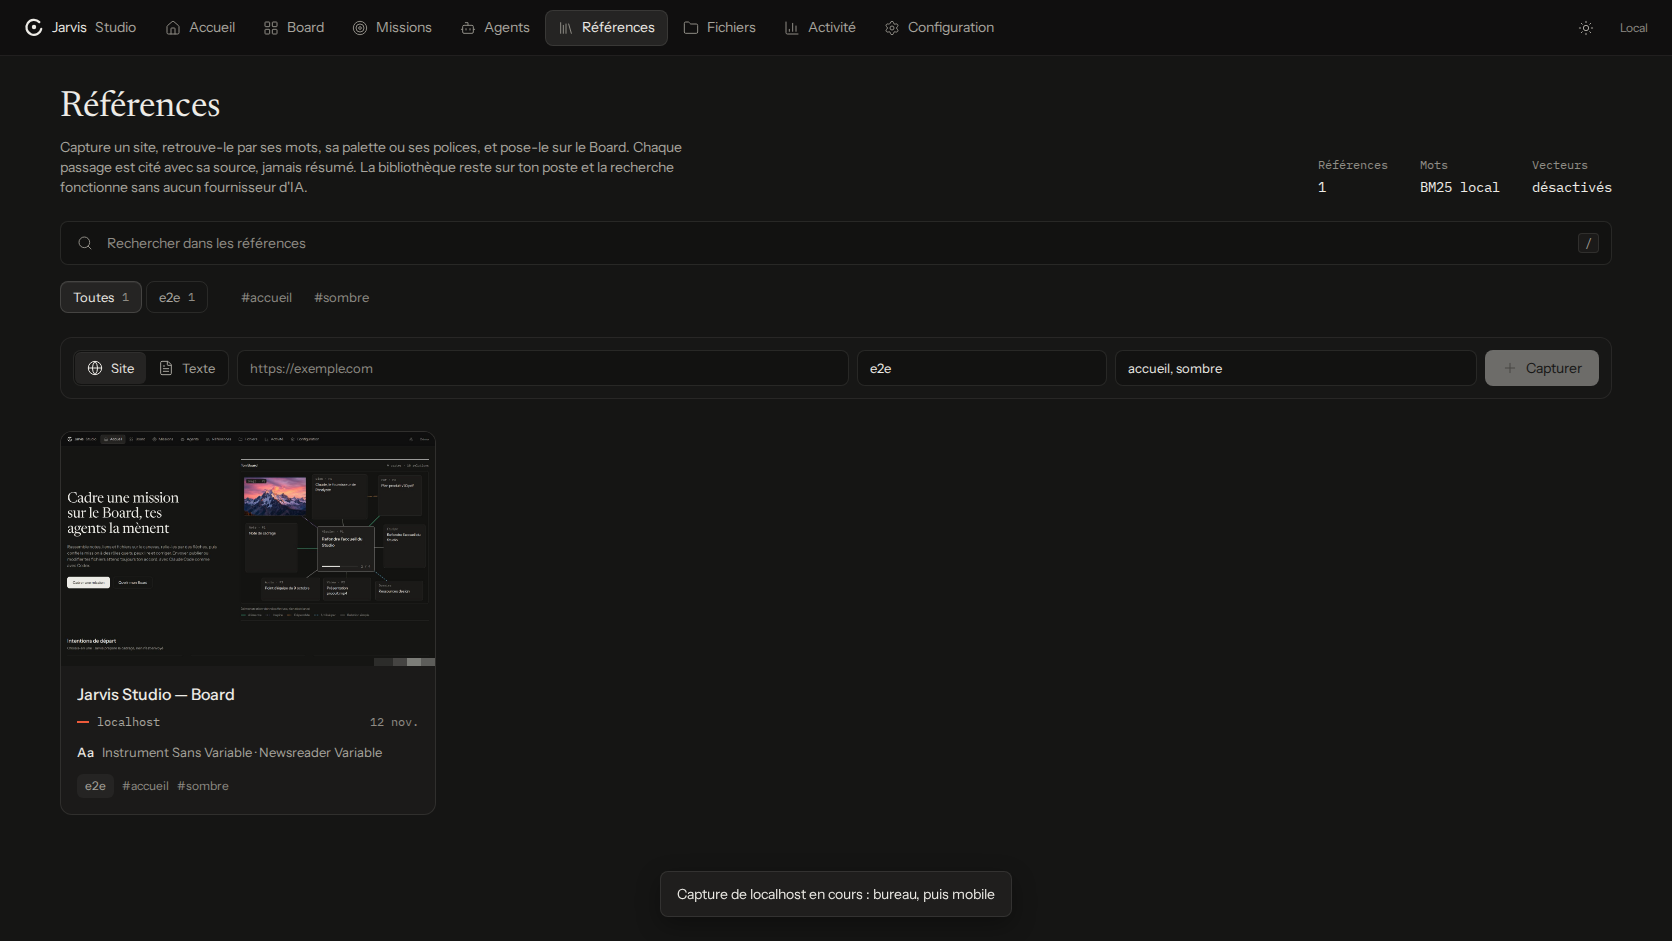 Jarvis Studio
Accueil
Board
Missions
Agents
Références
Fichiers
Activité
Configuration
Local
Références
Capture un site, retrouve-le par ses mots, sa palette ou ses polices, et pose-le sur le Board. Chaque
passage est cité avec sa source, jamais résumé. La bibliothèque reste sur ton poste et la recherche
fonctionne sans aucun fournisseur d'IA.
Références
1
Mots
BM25 local
Vecteurs
désactivés
Rechercher dans les références
/
Toutes 1
e2e 1
#accueil
#sombre
Site
Texte
https://exemple.com
e2e
accueil, sombre
+ Capturer
Cadre une mission
sur le Board, tes
agents la mènent
Intentions de départ
Jarvis Studio — Board
localhost
12 nov.
Aa Instrument Sans Variable · Newsreader Variable
e2e #accueil #sombre
Capture de localhost en cours : bureau, puis mobile